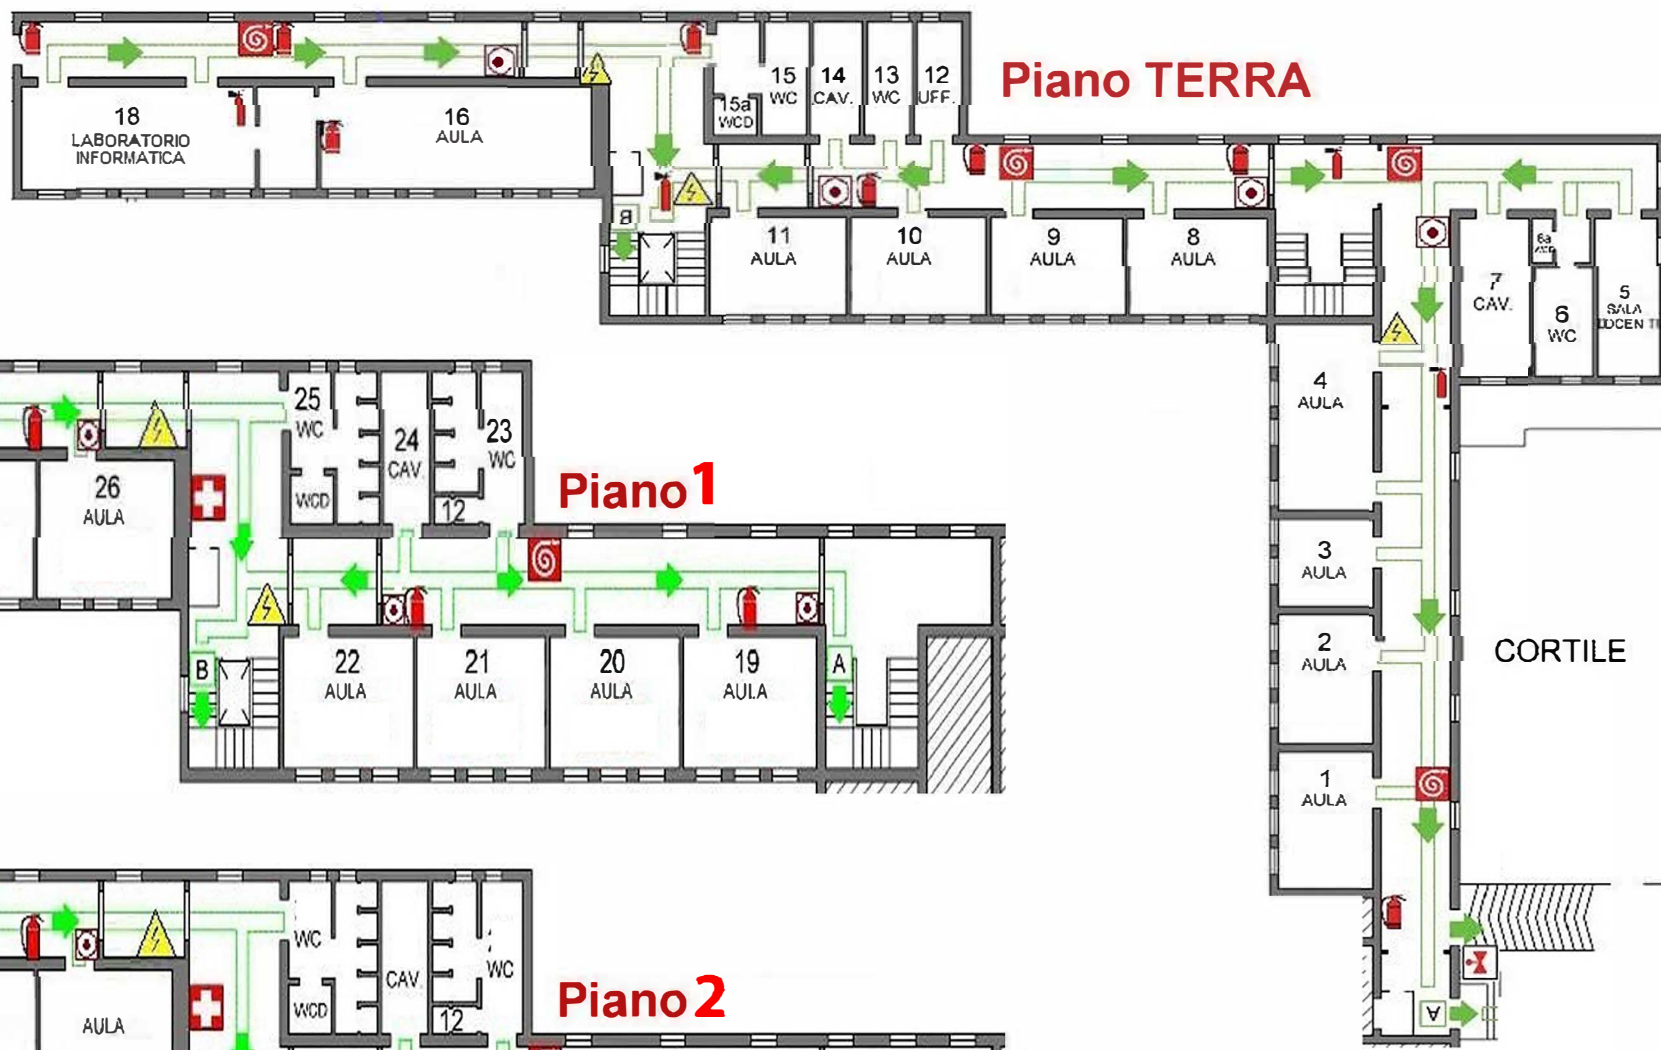 Piano TERRA
18
LABORATORIO
INFORMATICA
16
AULA
15
WC
15a
WCD
14
CAV.
13
WC
12
UFF.
B
11
AULA
10
AULA
9
AULA
8
AULA
7
CAV.
6a
6
WC
5
SALA
DOCENTI
4
AULA
3
AULA
2
AULA
1
AULA
CORTILE
A
Piano 1
26
AULA
25
WC
WCD
24
CAV.
23
WC
12
22
AULA
21
AULA
20
AULA
19
AULA
B
A
Piano 2
AULA
WC
WCD
CAV.
WC
12